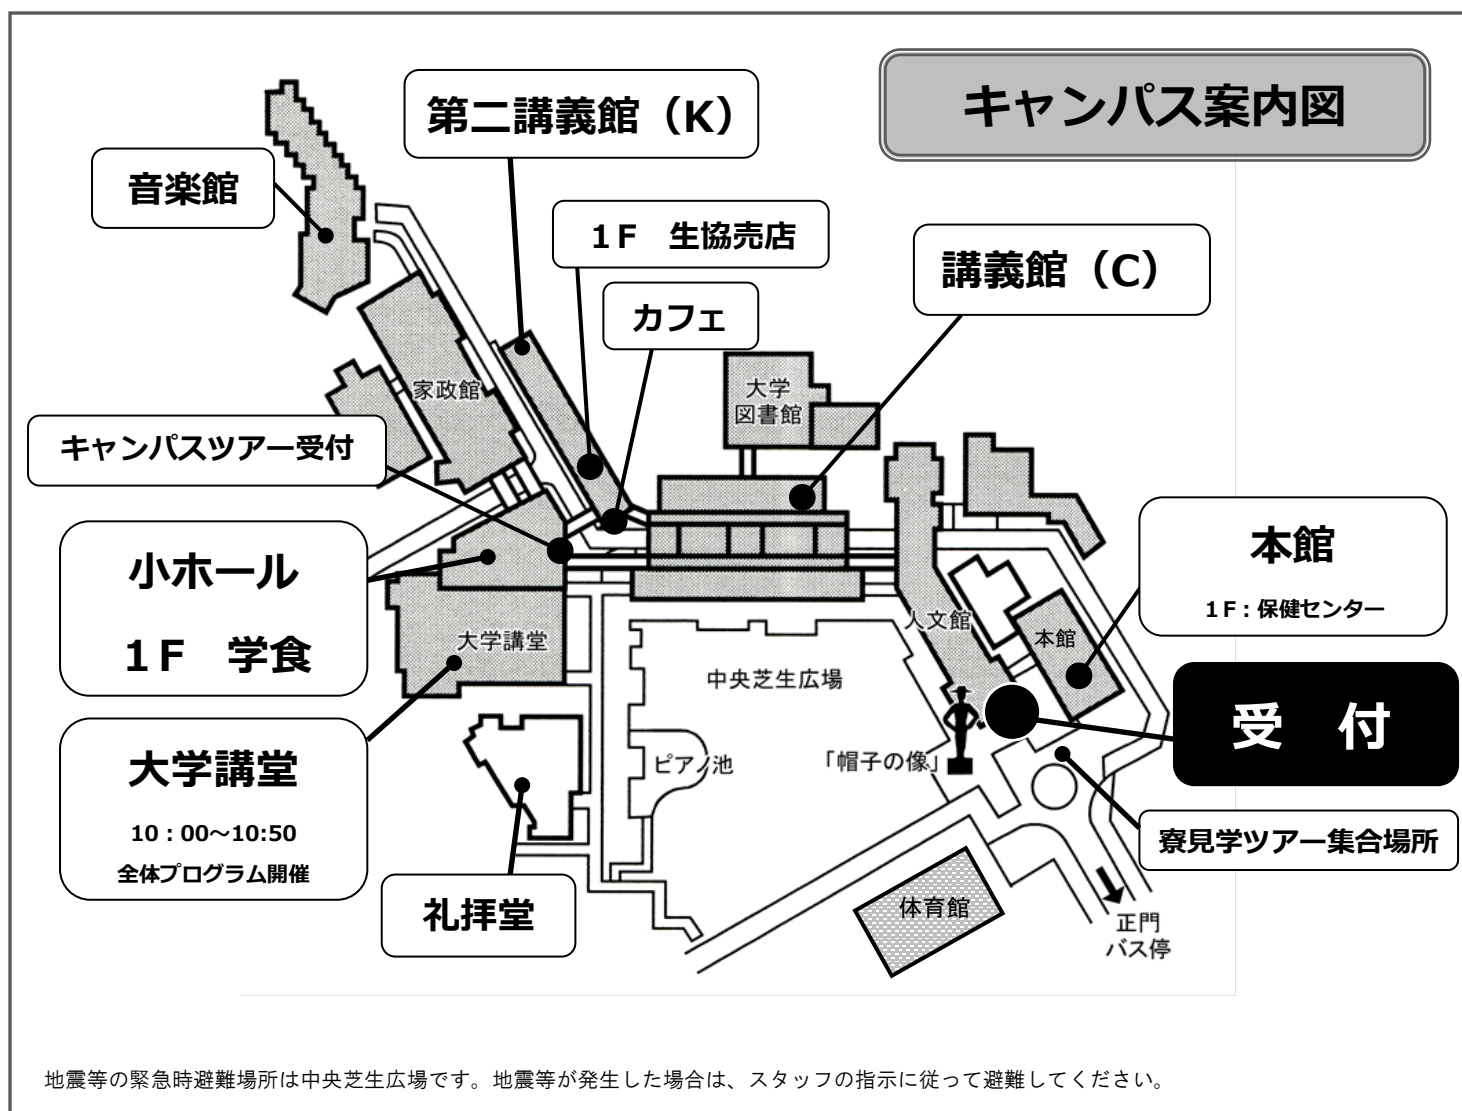 キャンパス案内図
第二講義館（K）
音楽館
１F　生協売店
講義館（C）
カフェ
大学
図書館
家政館
キャンパスツアー受付
本館
１F：保健センター
小ホール
１F　学食
人文館
本館
大学講堂
中央芝生広場
受　付
大学講堂
10：00～10:50
全体プログラム開催
ピアノ池
「帽子の像」
寮見学ツアー集合場所
礼拝堂
体育館
正門
バス停
地震等の緊急時避難場所は中央芝生広場です。地震等が発生した場合は、スタッフの指示に従って避難してください。